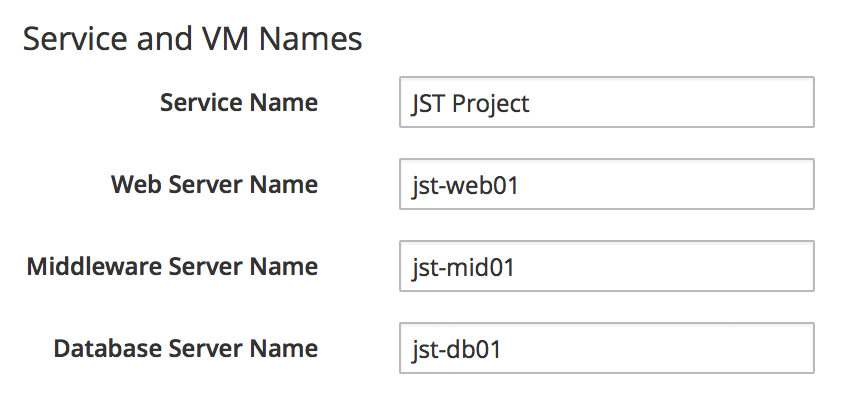 Service and VM Names
Service Name JST Project
Web Server Name jst-web01
Middleware Server Name jst-mid01
Database Server Name jst-db01